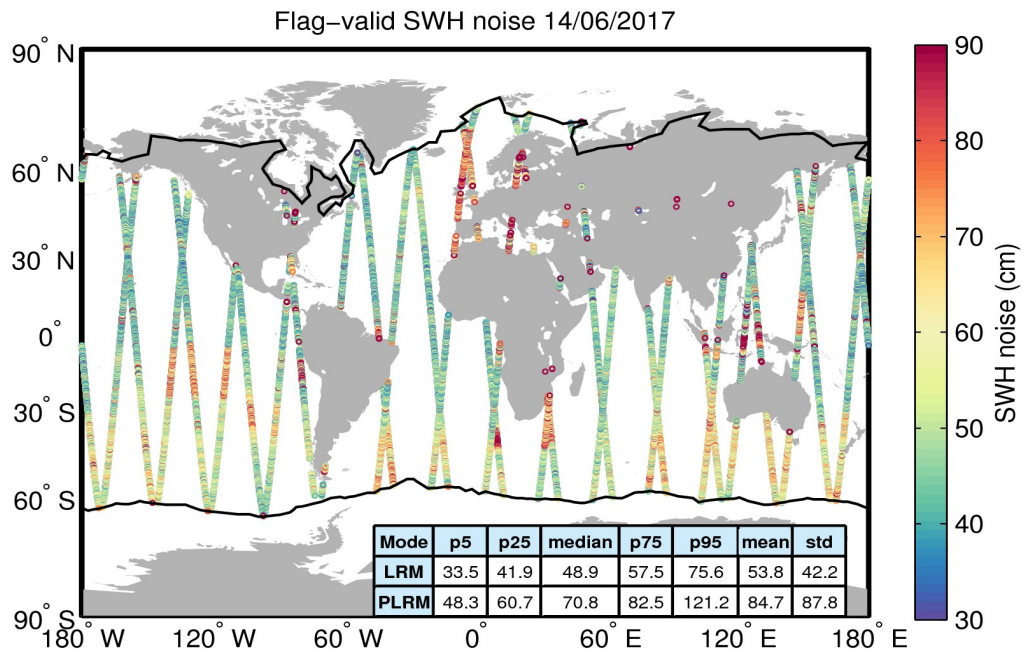 Flag−valid SWH noise 14/06/2017
90° N
60° N
30° N
0°
30° S
60° S
90° S
180° W
120° W
60° W
0°
60° E
120° E
180° E
90
80
70
60
50
40
30
SWH noise (cm)
Mode p5 p25 median p75 p95 mean std
LRM 33.5 41.9 48.9 57.5 75.6 53.8 42.2
PLRM 48.3 60.7 70.8 82.5 121.2 84.7 87.8